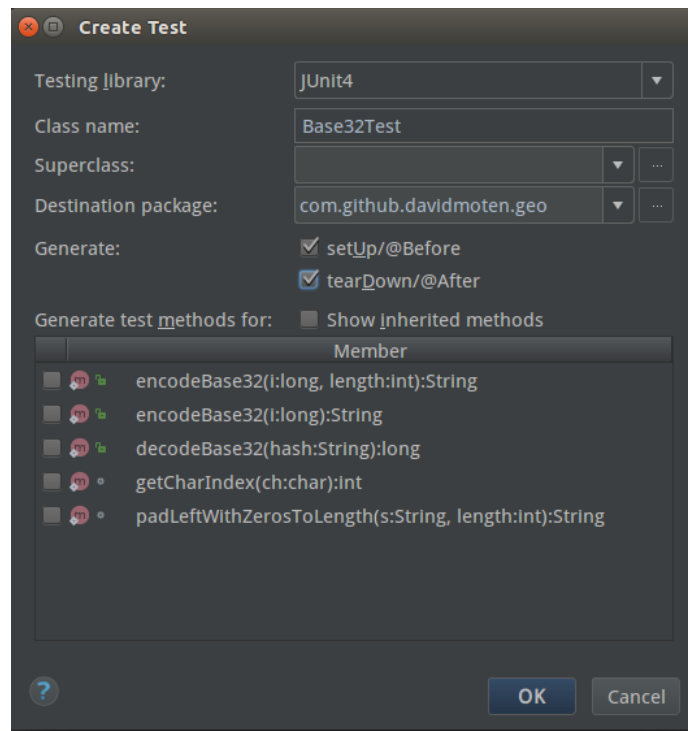 Create Test
Testing library: JUnit4
Class name: Base32Test
Superclass: ...
Destination package: com.github.davidmoten.geo ...
Generate: setUp/@Before
tearDown/@After
Generate test methods for: Show inherited methods
Member
m encodeBase32(i:long, length:int):String
m encodeBase32(i:long):String
m decodeBase32(hash:String):long
m getCharIndex(ch:char):int
m padLeftWithZerosToLength(s:String, length:int):String
? OK Cancel